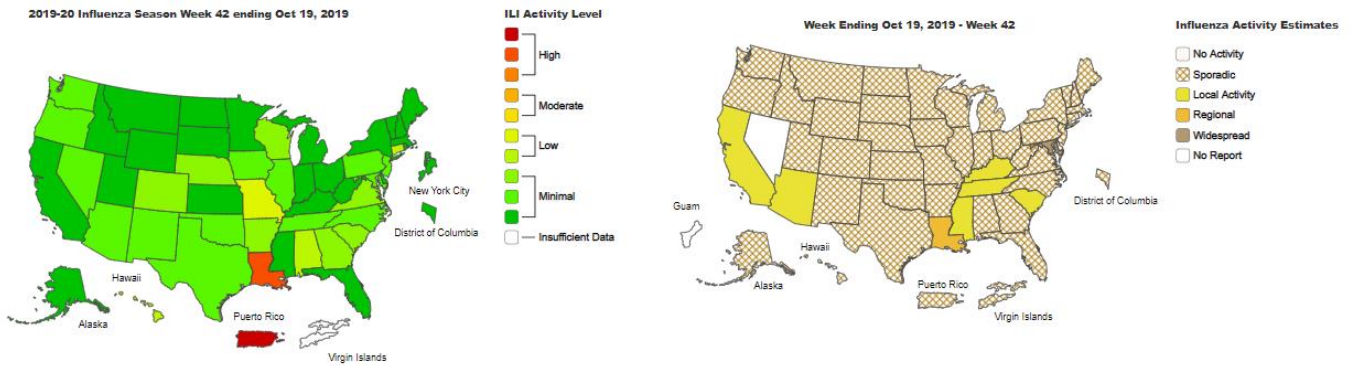 2019-20 Influenza Season Week 42 ending Oct 19, 2019
ILI Activity Level
High
Moderate
Low
Minimal
Insufficient Data
New York City
District of Columbia
Hawaii
Alaska
Puerto Rico
Virgin Islands
Week Ending Oct 19, 2019 - Week 42
Influenza Activity Estimates
No Activity
Sporadic
Local Activity
Regional
Widespread
No Report
District of Columbia
Guam
Hawaii
Alaska
Puerto Rico
Virgin Islands